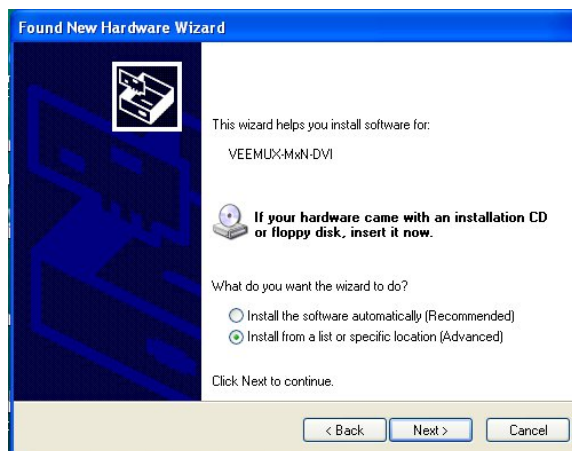 Found New Hardware Wizard
This wizard helps you install software for:
VEEMUX-MxN-DVI
If your hardware came with an installation CD
or floppy disk, insert it now.
What do you want the wizard to do?
Install the software automatically (Recommended)
Install from a list or specific location (Advanced)
Click Next to continue.
< Back
Next >
Cancel